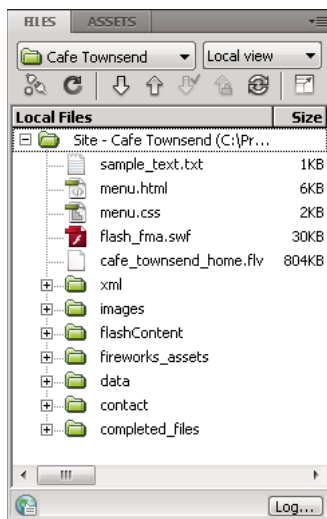 FILES ASSETS
Cafe Townsend Local view
Local Files Size
Site - Cafe Townsend (C:\Pr...
sample_text.txt 1KB
menu.html 6KB
menu.css 2KB
flash_fma.swf 30KB
cafe_townsend_home.flv 804KB
xml
images
flashContent
fireworks_assets
data
contact
completed_files
Log...